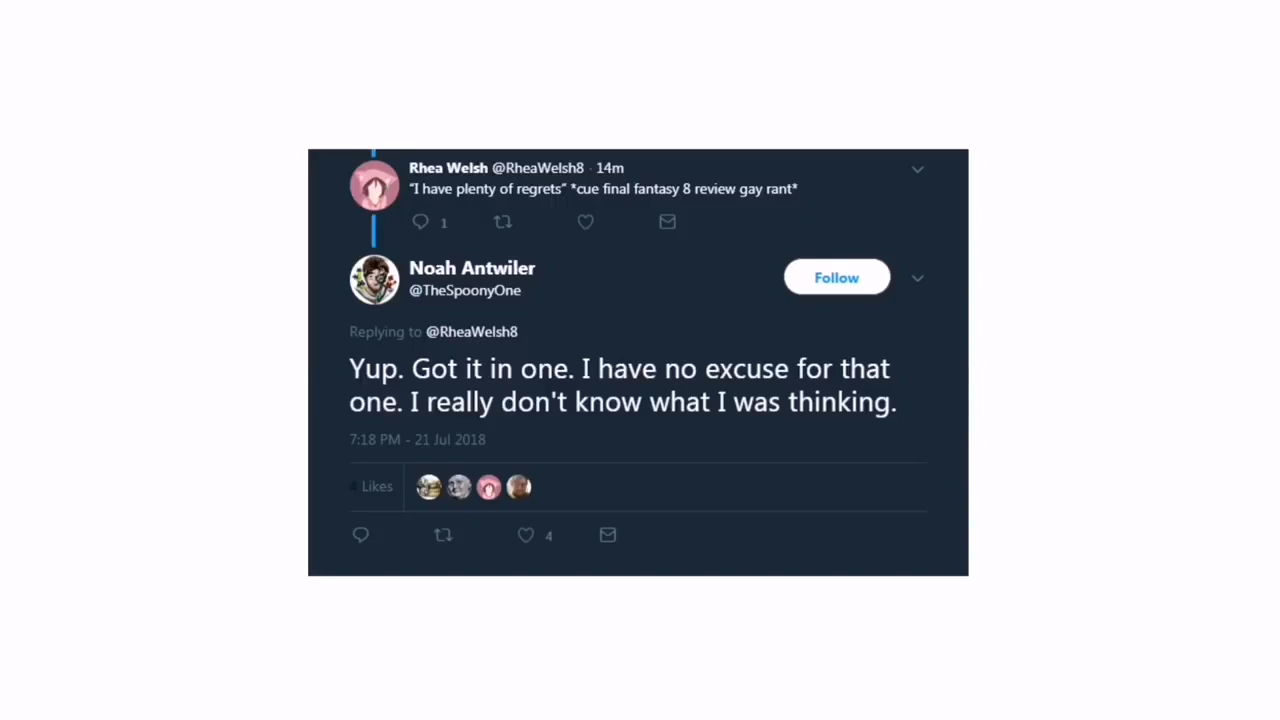 Rhea Welsh @RheaWelsh8 · 14m
“I have plenty of regrets” *cue final fantasy 8 review gay rant*
1
Noah Antwiler
@TheSpoonyOne
Follow
Replying to @RheaWelsh8
Yup. Got it in one. I have no excuse for that
one. I really don't know what I was thinking.
7:18 PM - 21 Jul 2018
4 Likes
4